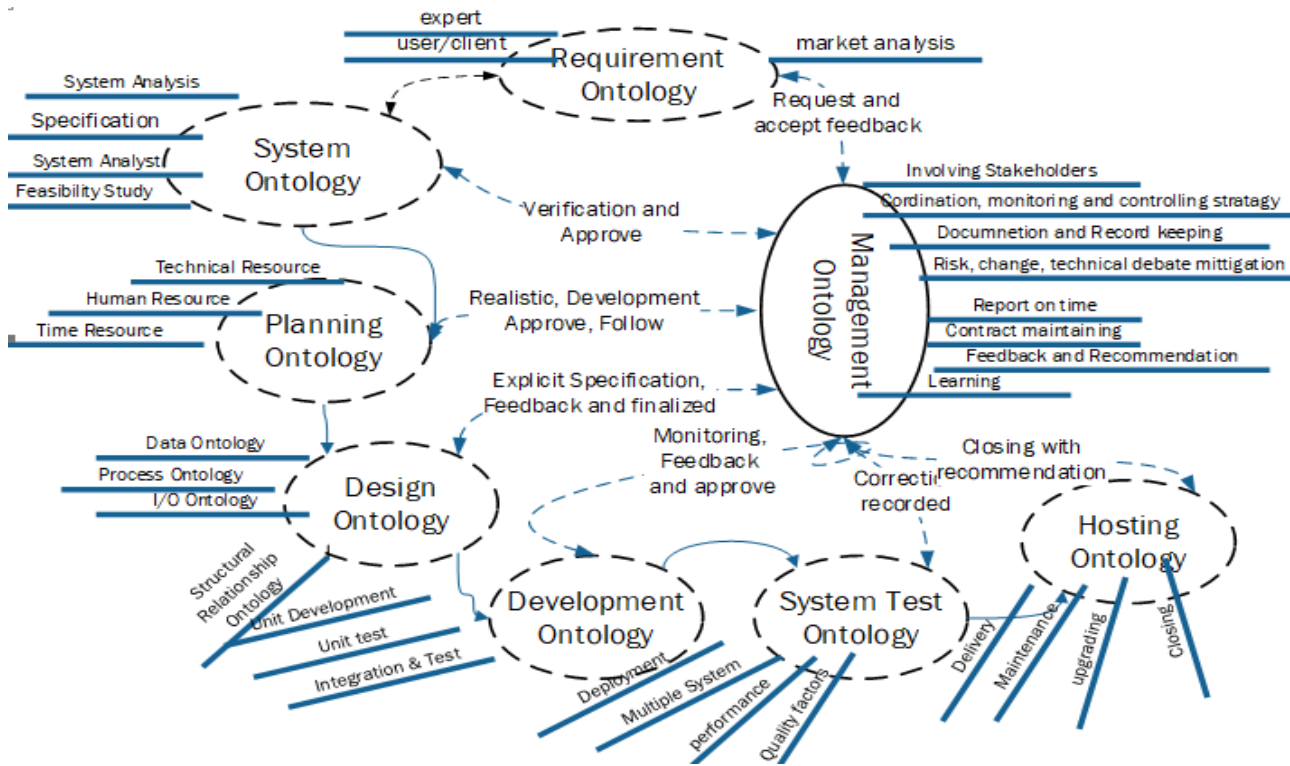 expert
user/client
Requirement
Ontology
market analysis
System Analysis
Specification
System Analyst
Feasibility Study
System
Ontology
Request and
accept feedback
Verification and
Approve
Involving Stakeholders
Cordination, monitoring and controlling stratagy
Documnetion and Record keeping
Risk, change, technical debate mittigation
Report on time
Contract maintaining
Feedback and Recommendation
Learning
Management
Ontology
Technical Resource
Human Resource
Time Resource
Planning
Ontology
Realistic, Development
Approve, Follow
Explicit Specification,
Feedback and finalized
Data Ontology
Process Ontology
I/O Ontology
Structural
Relationship
Ontology
Design
Ontology
Monitoring,
Feedback
and approve
Correcti
recorded
Closing with
recommendation
Unit Development
Unit test
Integration & Test
Development
Ontology
Deployment
Multiple System
performance
Quality factors
System Test
Ontology
Hosting
Ontology
Delivery
Maintenance
upgrading
Closing